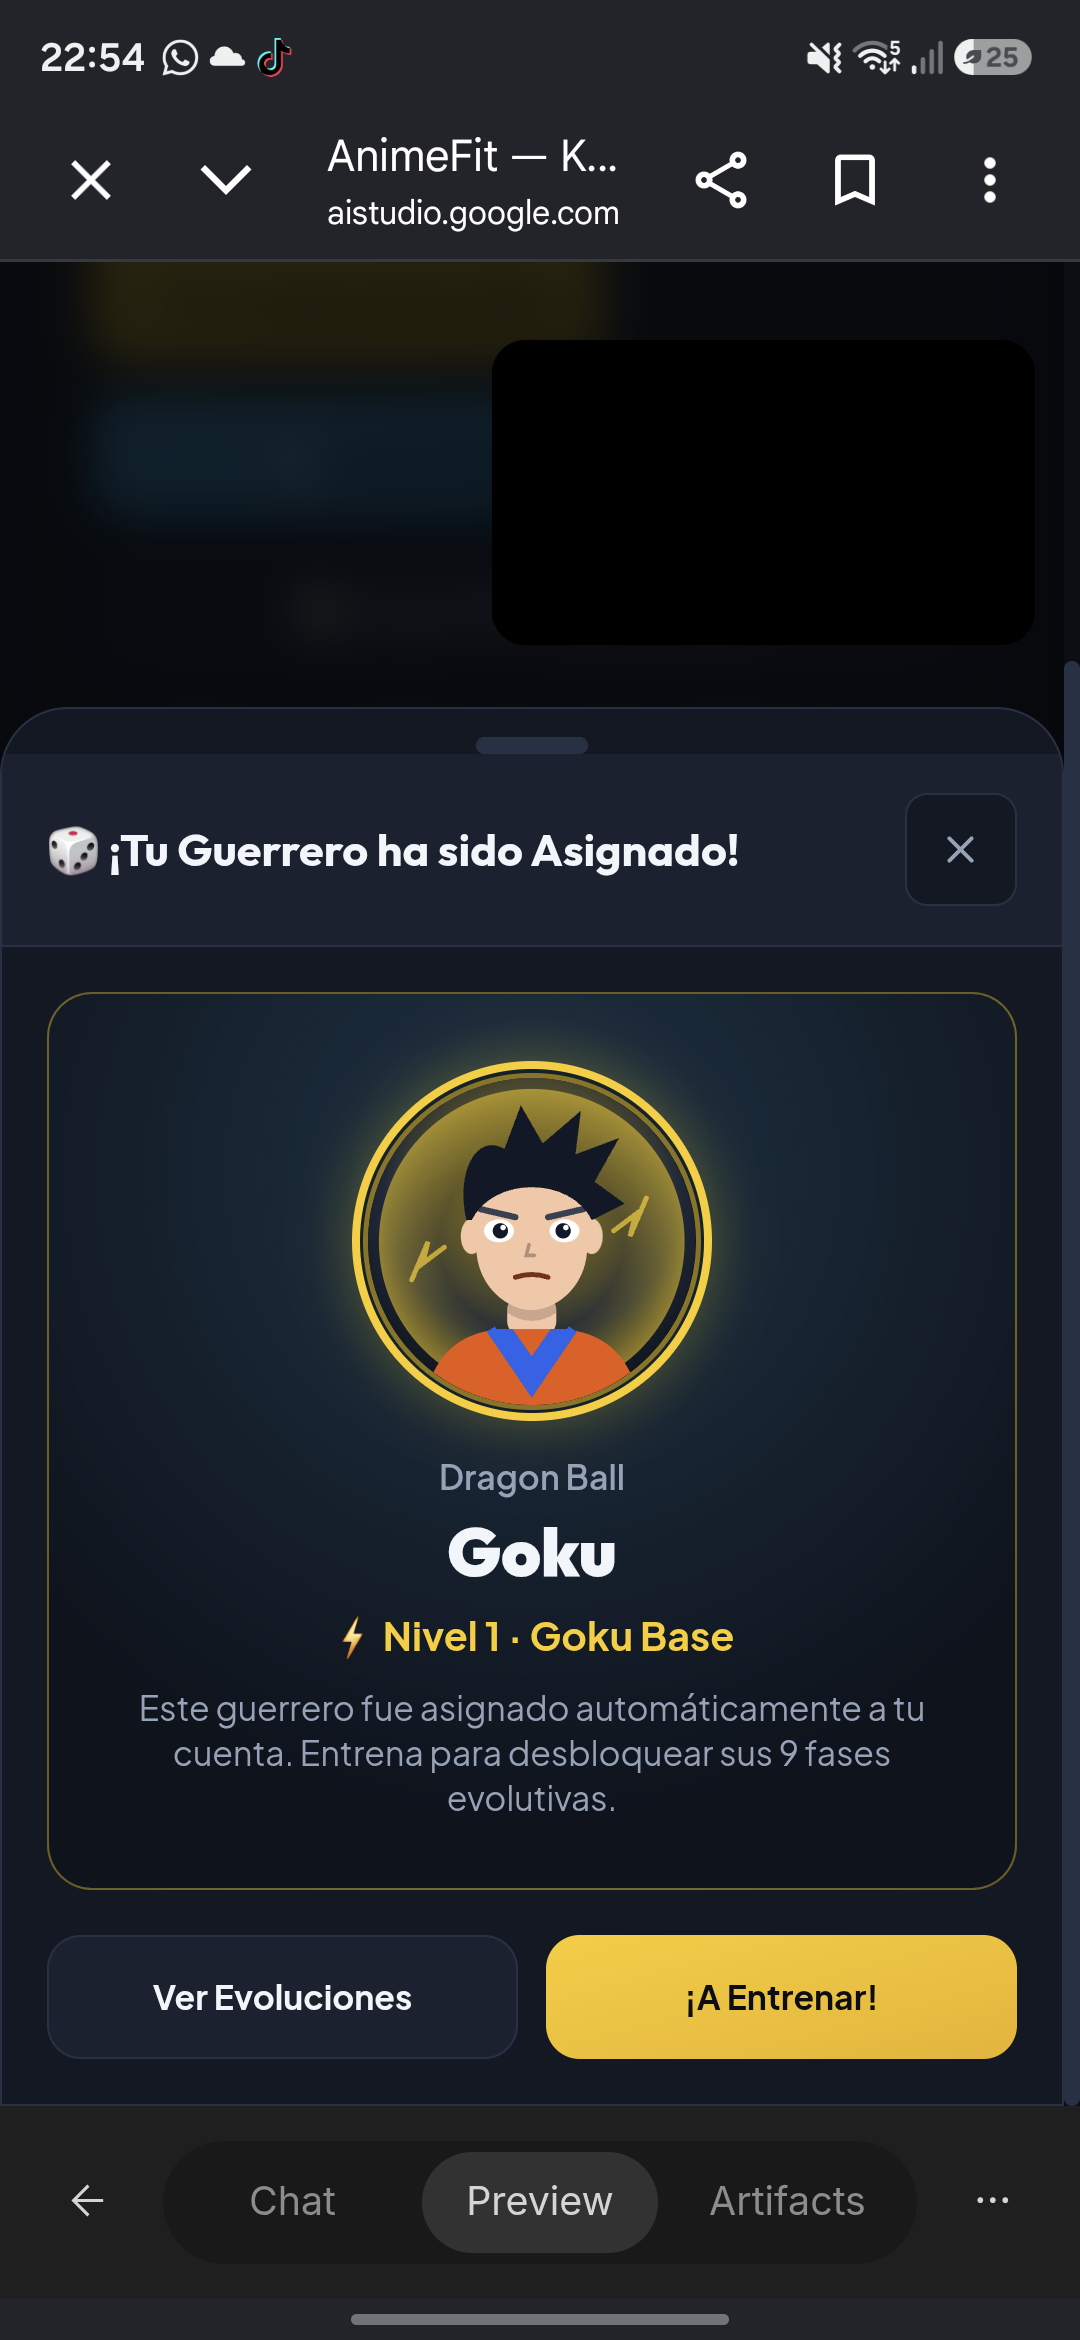 22:54
5
25
AnimeFit — K...
aistudio.google.com
🎲 ¡Tu Guerrero ha sido Asignado!
Dragon Ball
Goku
⚡ Nivel 1 · Goku Base
Este guerrero fue asignado automáticamente a tu
cuenta. Entrena para desbloquear sus 9 fases
evolutivas.
Ver Evoluciones
¡A Entrenar!
Chat
Preview
Artifacts